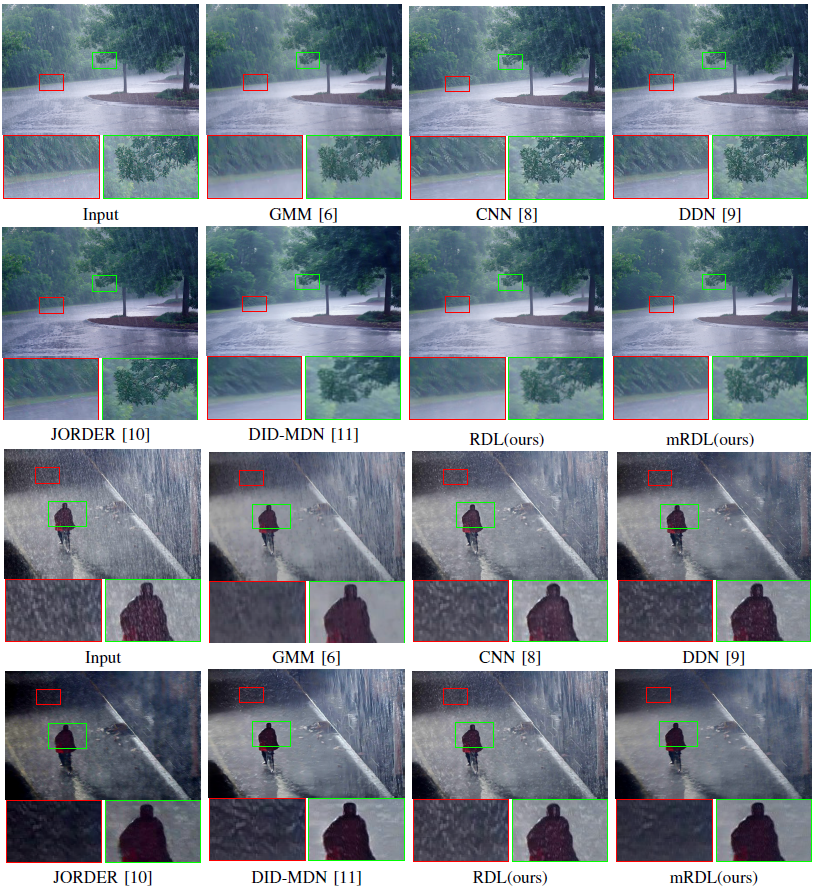 Input GMM [6] CNN [8] DDN [9]
JORDER [10] DID-MDN [11] RDL(ours) mRDL(ours)
Input GMM [6] CNN [8] DDN [9]
JORDER [10] DID-MDN [11] RDL(ours) mRDL(ours)